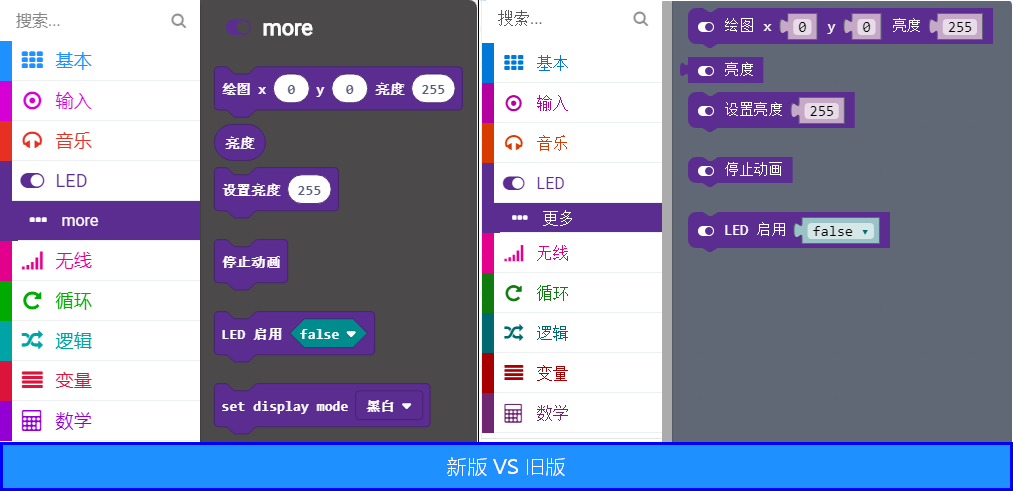 搜索...
基本
输入
音乐
LED
more
无线
循环
逻辑
变量
数学
more
绘图 x 0 y 0 亮度 255
亮度
设置亮度 255
停止动画
LED 启用 false
set display mode 黑白
搜索...
基本
输入
音乐
LED
更多
无线
循环
逻辑
变量
数学
绘图 x 0 y 0 亮度 255
亮度
设置亮度 255
停止动画
LED 启用 false
新版 VS 旧版